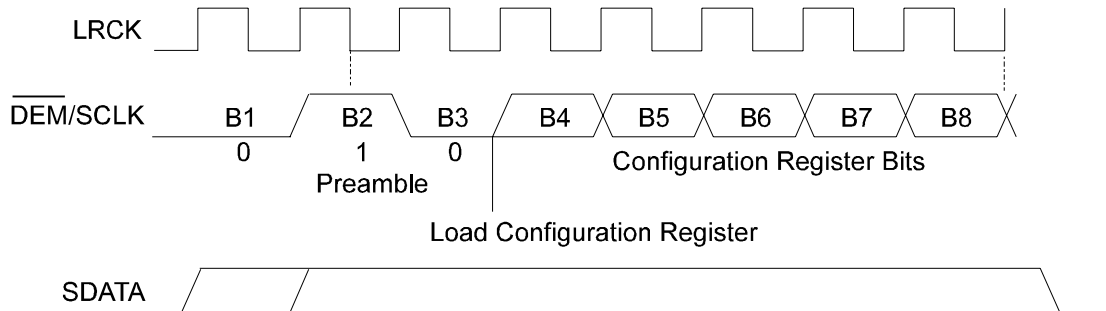 LRCK
DEM/SCLK B1 B2 B3 B4 B5 B6 B7 B8
0 1 0 Configuration Register Bits
Preamble
Load Configuration Register
SDATA